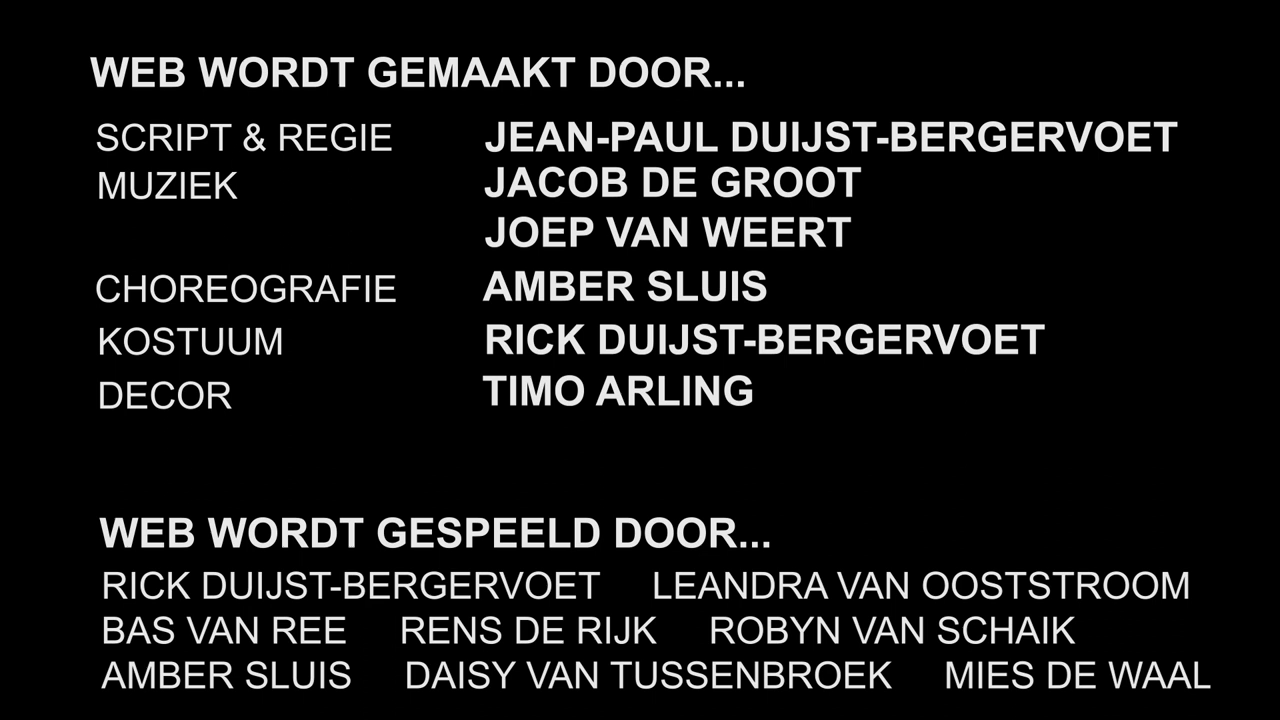 WEB WORDT GEMAAKT DOOR...
SCRIPT & REGIE JEAN-PAUL DUIJST-BERGERVOET
MUZIEK JACOB DE GROOT
JOEP VAN WEERT
CHOREOGRAFIE AMBER SLUIS
KOSTUUM RICK DUIJST-BERGERVOET
DECOR TIMO ARLING
WEB WORDT GESPEELD DOOR...
RICK DUIJST-BERGERVOET LEANDRA VAN OOSTSTROOM
BAS VAN REE RENS DE RIJK ROBYN VAN SCHAIK
AMBER SLUIS DAISY VAN TUSSENBROEK MIES DE WAAL